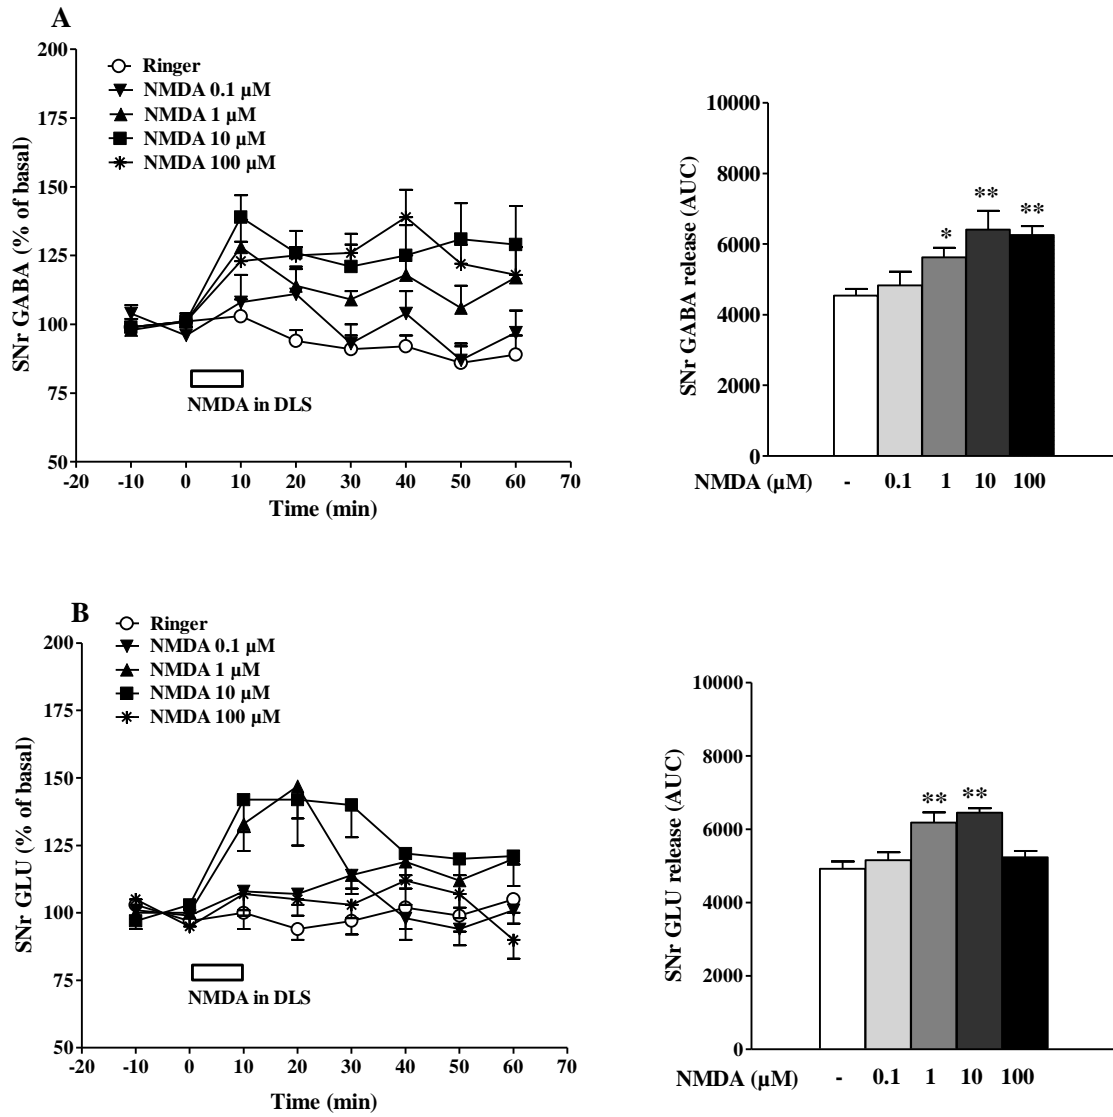 A
200
175
150
125
100
75
50
-20 -10 0 10 20 30 40 50 60 70
SNr GABA (% of basal)
Time (min)
Ringer
NMDA 0.1 µM
NMDA 1 µM
NMDA 10 µM
NMDA 100 µM
NMDA in DLS
10000
8000
6000
4000
2000
0
SNr GABA release (AUC)
* ** **
NMDA (µM) - 0.1 1 10 100
B
200
175
150
125
100
75
50
-20 -10 0 10 20 30 40 50 60 70
SNr GLU (% of basal)
Time (min)
Ringer
NMDA 0.1 µM
NMDA 1 µM
NMDA 10 µM
NMDA 100 µM
NMDA in DLS
10000
8000
6000
4000
2000
0
SNr GLU release (AUC)
** **
NMDA (µM) - 0.1 1 10 100